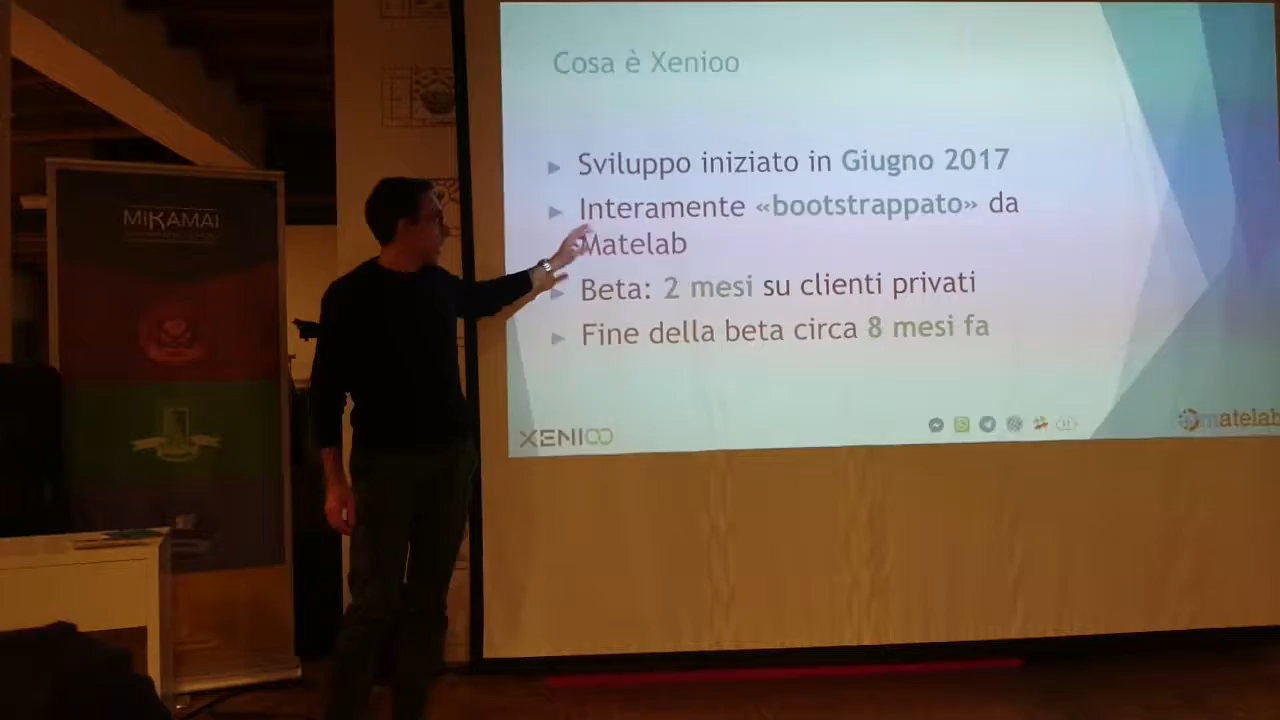 Cosa è Xenioo
Sviluppo iniziato in Giugno 2017
Interamente «bootstrappato» da
Matelab
Beta: 2 mesi su clienti privati
Fine della beta circa 8 mesi fa
XENIOO
matelab
MIKAMAI